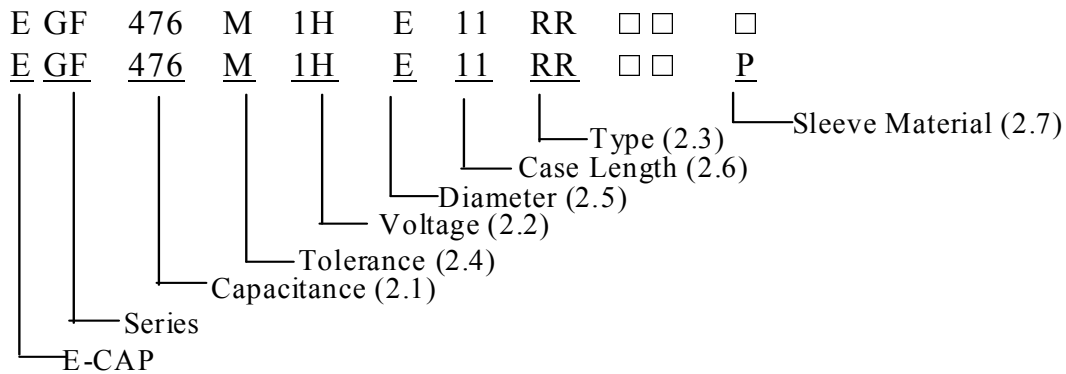 E GF 476 M 1H E 11 RR □ □ □
E GF 476 M 1H E 11 RR □ □ P
Sleeve Material (2.7)
Type (2.3)
Case Length (2.6)
Diameter (2.5)
Voltage (2.2)
Tolerance (2.4)
Capacitance (2.1)
Series
E-CAP